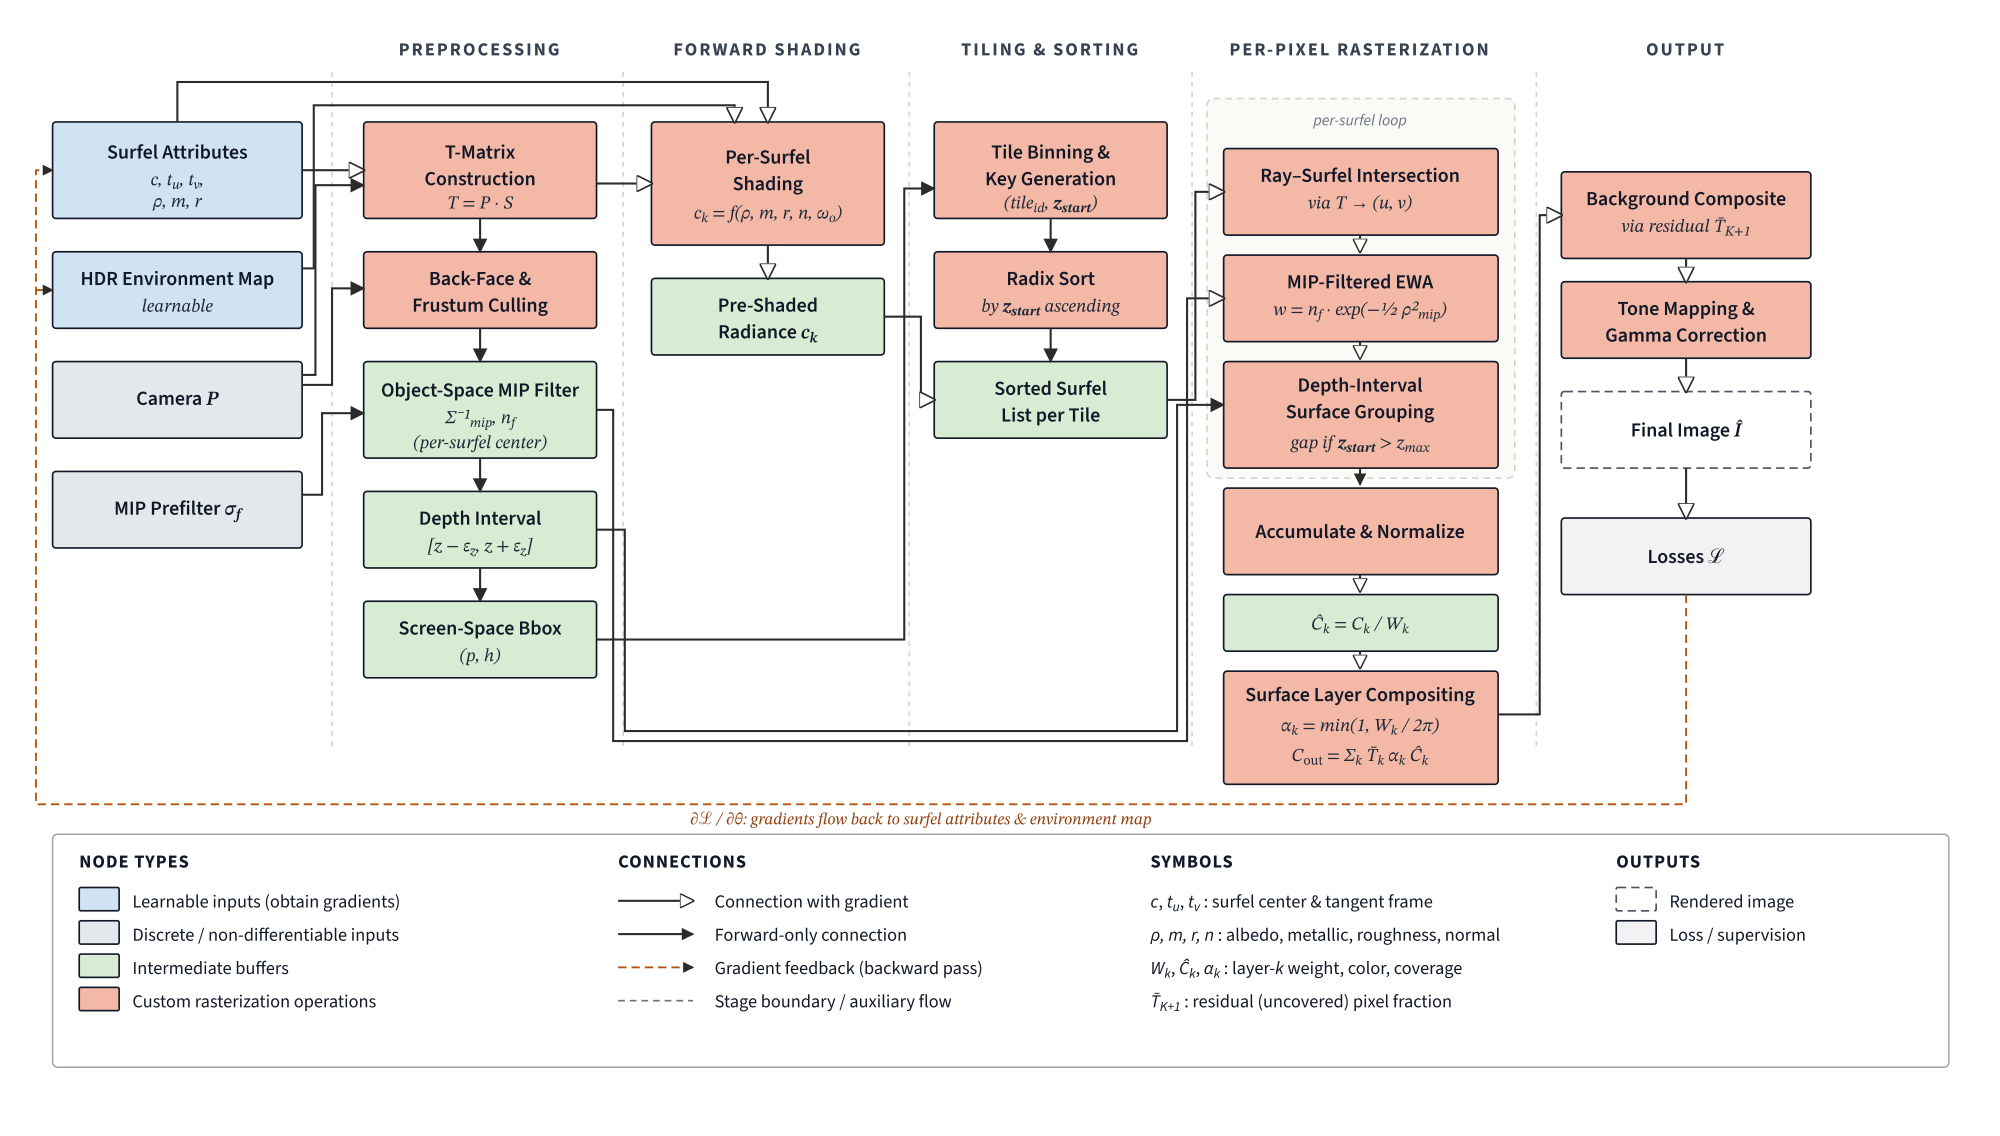 PREPROCESSING
FORWARD SHADING
TILING & SORTING
PER-PIXEL RASTERIZATION
OUTPUT
Surfel Attributes
c, t_u, t_v,
ρ, m, r
HDR Environment Map
learnable
Camera P
MIP Prefilter σ_f
T-Matrix
Construction
T = P · S
Back-Face &
Frustum Culling
Object-Space MIP Filter
Σ⁻¹_mip, n_f
(per-surfel center)
Depth Interval
[z − ε_z, z + ε_z]
Screen-Space Bbox
(p, h)
Per-Surfel
Shading
c_k = f(ρ, m, r, n, ω_o)
Pre-Shaded
Radiance c_k
Tile Binning &
Key Generation
(tile_id, z_start)
Radix Sort
by z_start ascending
Sorted Surfel
List per Tile
per-surfel loop
Ray–Surfel Intersection
via T → (u, v)
MIP-Filtered EWA
w = n_f · exp(−½ ρ²_mip)
Depth-Interval
Surface Grouping
gap if z_start > z_max
Accumulate & Normalize
Ĉ_k = C_k / W_k
Surface Layer Compositing
α_k = min(1, W_k / 2π)
C_out = Σ_k T̄_k α_k Ĉ_k
Background Composite
via residual T̄_K+1
Tone Mapping &
Gamma Correction
Final Image Î
Losses ℒ
∂ℒ / ∂θ: gradients flow back to surfel attributes & environment map
NODE TYPES
Learnable inputs (obtain gradients)
Discrete / non-differentiable inputs
Intermediate buffers
Custom rasterization operations
CONNECTIONS
Connection with gradient
Forward-only connection
Gradient feedback (backward pass)
Stage boundary / auxiliary flow
SYMBOLS
c, t_u, t_v : surfel center & tangent frame
ρ, m, r, n : albedo, metallic, roughness, normal
W_k, Ĉ_k, α_k : layer-k weight, color, coverage
T̄_K+1 : residual (uncovered) pixel fraction
OUTPUTS
Rendered image
Loss / supervision